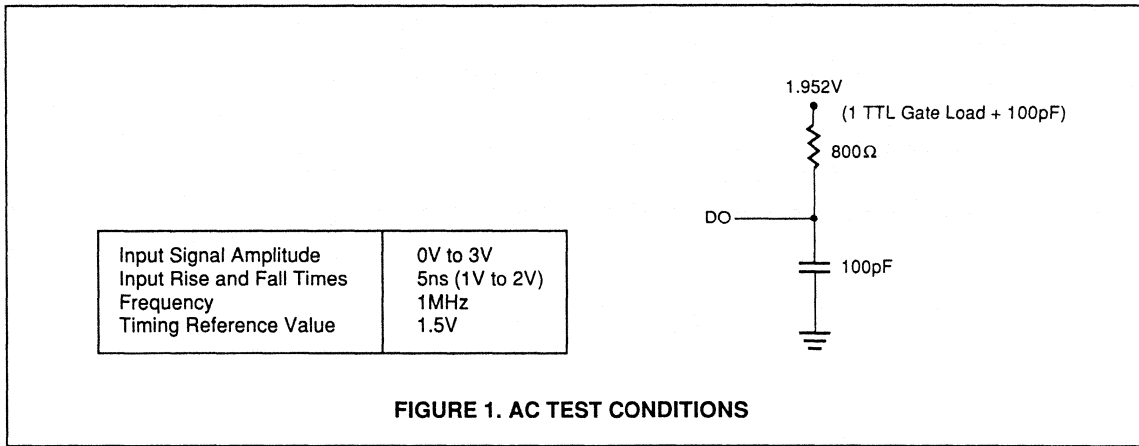 1.952V
(1 TTL Gate Load + 100pF)
800Ω
DO
100pF
Input Signal Amplitude 0V to 3V
Input Rise and Fall Times 5ns (1V to 2V)
Frequency 1MHz
Timing Reference Value 1.5V
FIGURE 1. AC TEST CONDITIONS